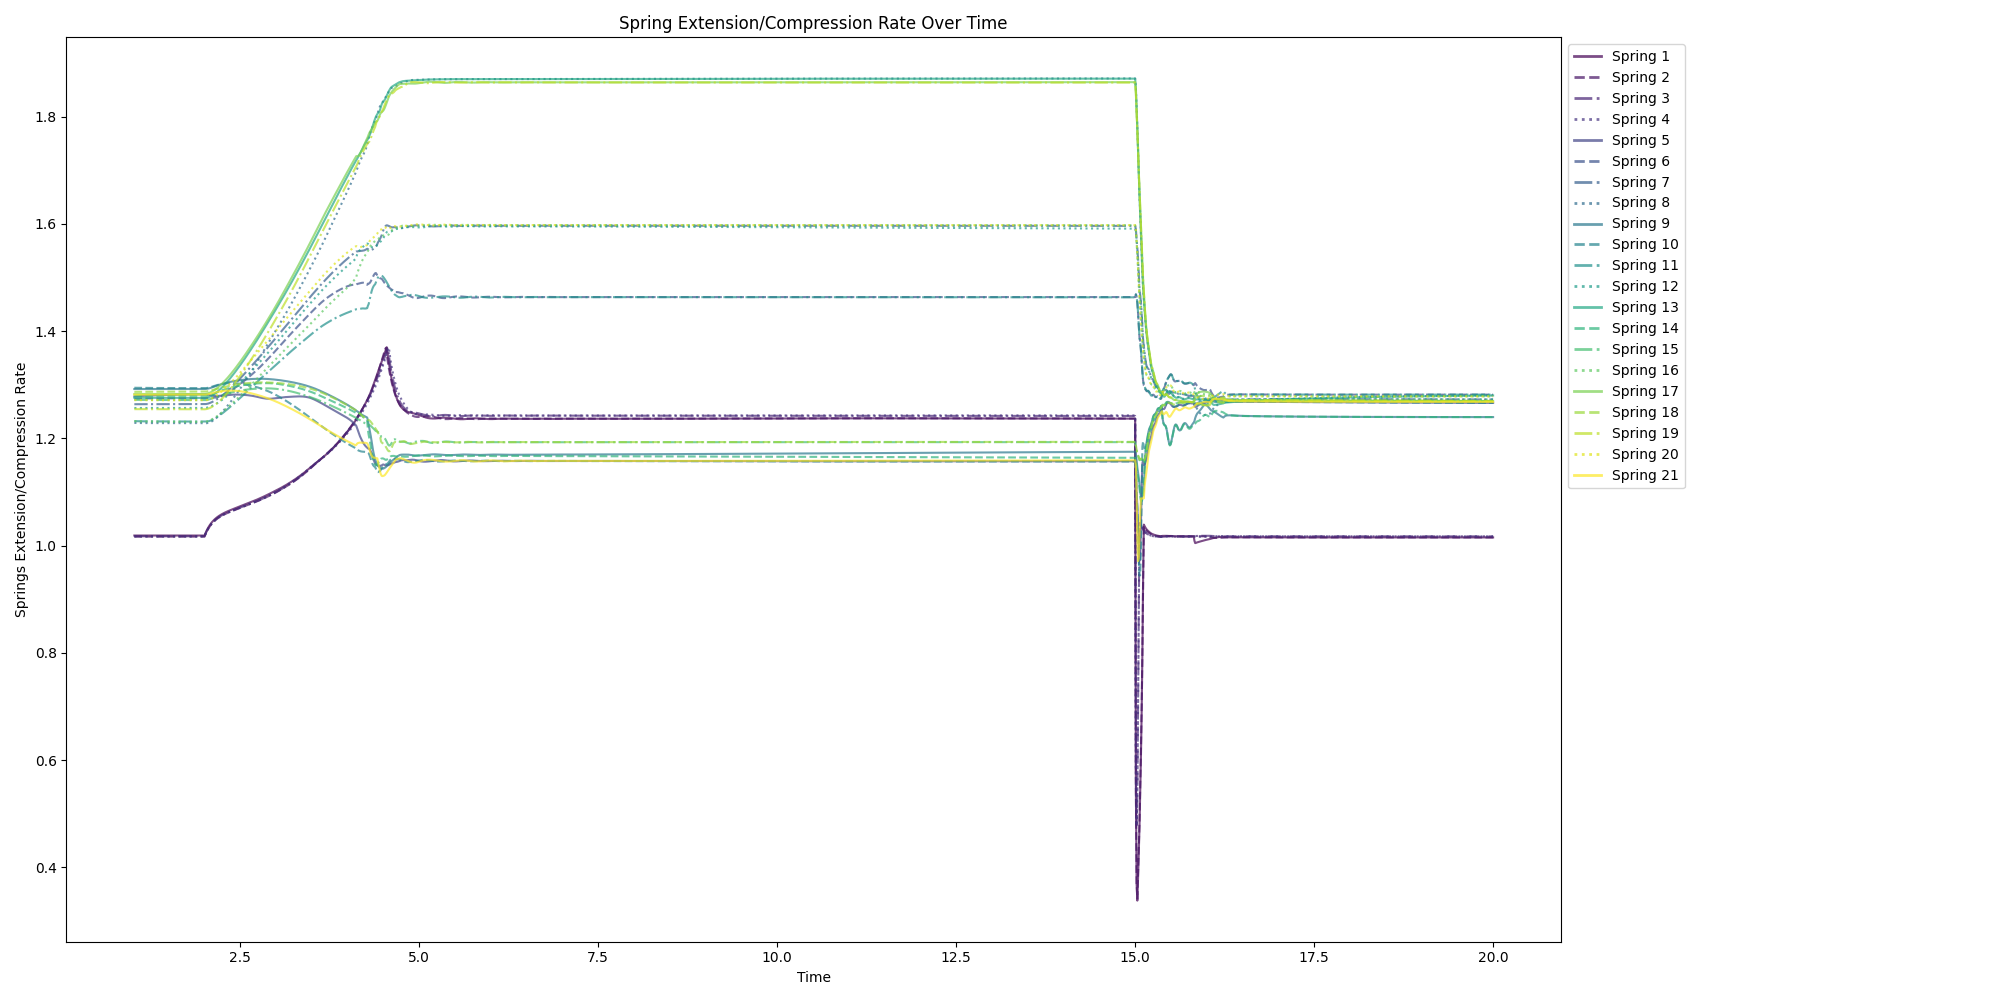 Spring Extension/Compression Rate Over Time
Springs Extension/Compression Rate
1.8
1.6
1.4
1.2
1.0
0.8
0.6
0.4
2.5
5.0
7.5
10.0
12.5
15.0
17.5
20.0
Time
Spring 1
Spring 2
Spring 3
Spring 4
Spring 5
Spring 6
Spring 7
Spring 8
Spring 9
Spring 10
Spring 11
Spring 12
Spring 13
Spring 14
Spring 15
Spring 16
Spring 17
Spring 18
Spring 19
Spring 20
Spring 21